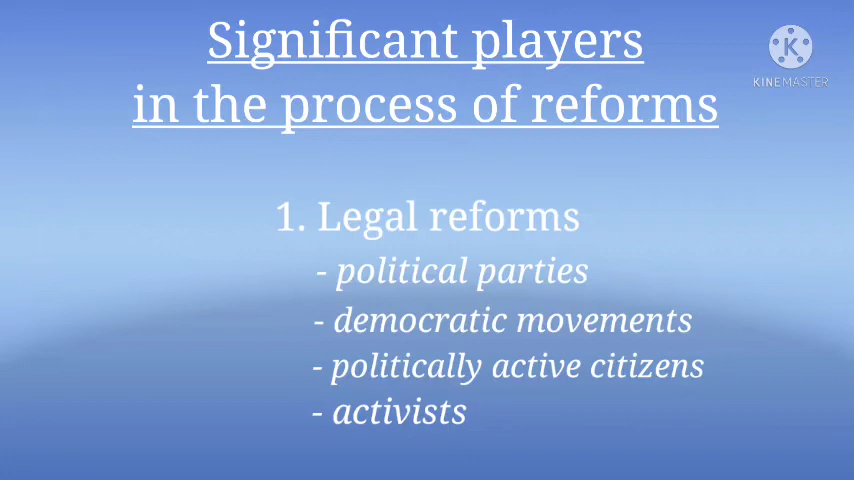 Significant players
in the process of reforms
K
KINEMASTER
1. Legal reforms
- political parties
- democratic movements
- politically active citizens
- activists